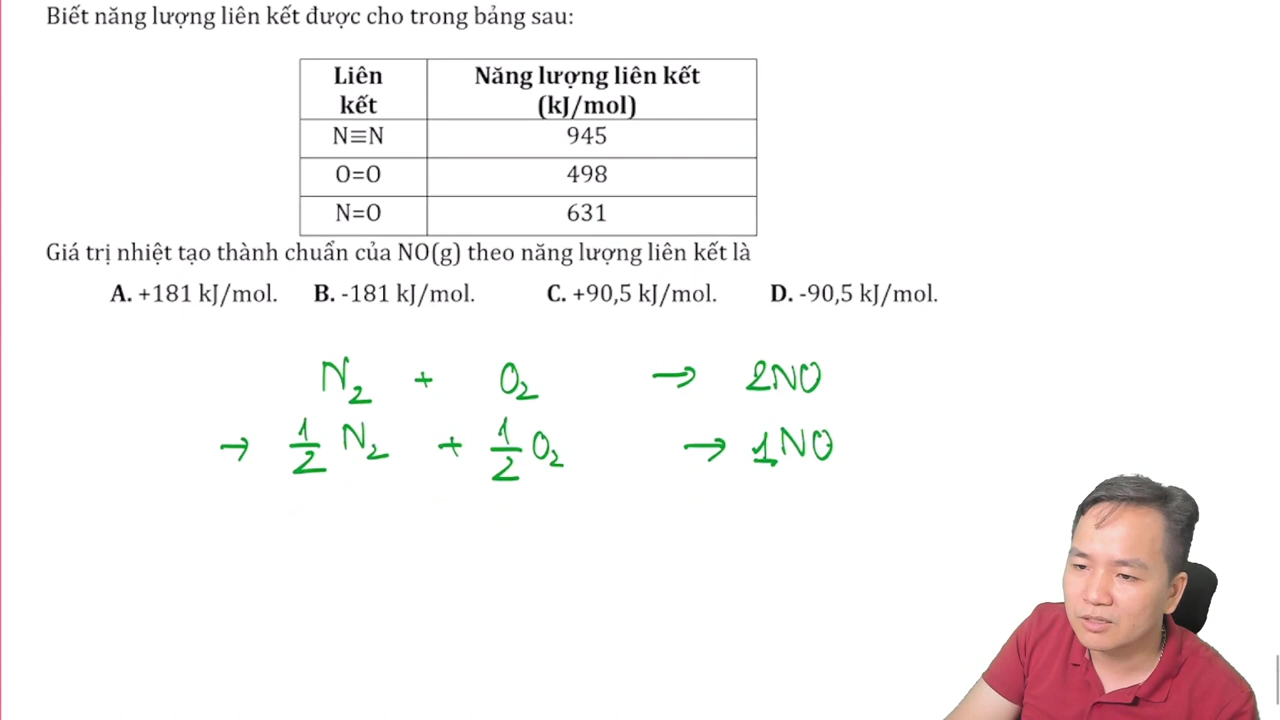 Biết năng lượng liên kết được cho trong bảng sau:
Liên kết Năng lượng liên kết (kJ/mol)
N≡N 945
O=O 498
N=O 631
Giá trị nhiệt tạo thành chuẩn của NO(g) theo năng lượng liên kết là
A. +181 kJ/mol. B. -181 kJ/mol. C. +90,5 kJ/mol. D. -90,5 kJ/mol.
N₂ + O₂ → 2NO
→ 1/2 N₂ + 1/2 O₂ → 1NO